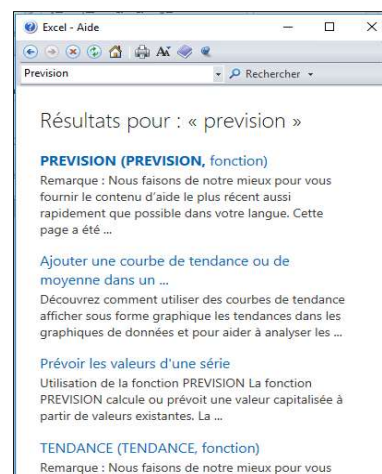 Excel - Aide
Prevision
Rechercher
Résultats pour : « prevision »
PREVISION (PREVISION, fonction)
Remarque : Nous faisons de notre mieux pour vous
fournir le contenu d'aide le plus récent aussi
rapidement que possible dans votre langue. Cette
page a été ...
Ajouter une courbe de tendance ou de
moyenne dans un ...
Découvrez comment utiliser des courbes de tendance
afficher sous forme graphique les tendances dans les
graphiques de données et pour aider à analyser les ...
Prévoir les valeurs d'une série
Utilisation de la fonction PREVISION La fonction
PREVISION calcule ou prévoit une valeur capitalisée à
partir de valeurs existantes. La ...
TENDANCE (TENDANCE, fonction)
Remarque : Nous faisons de notre mieux pour vous